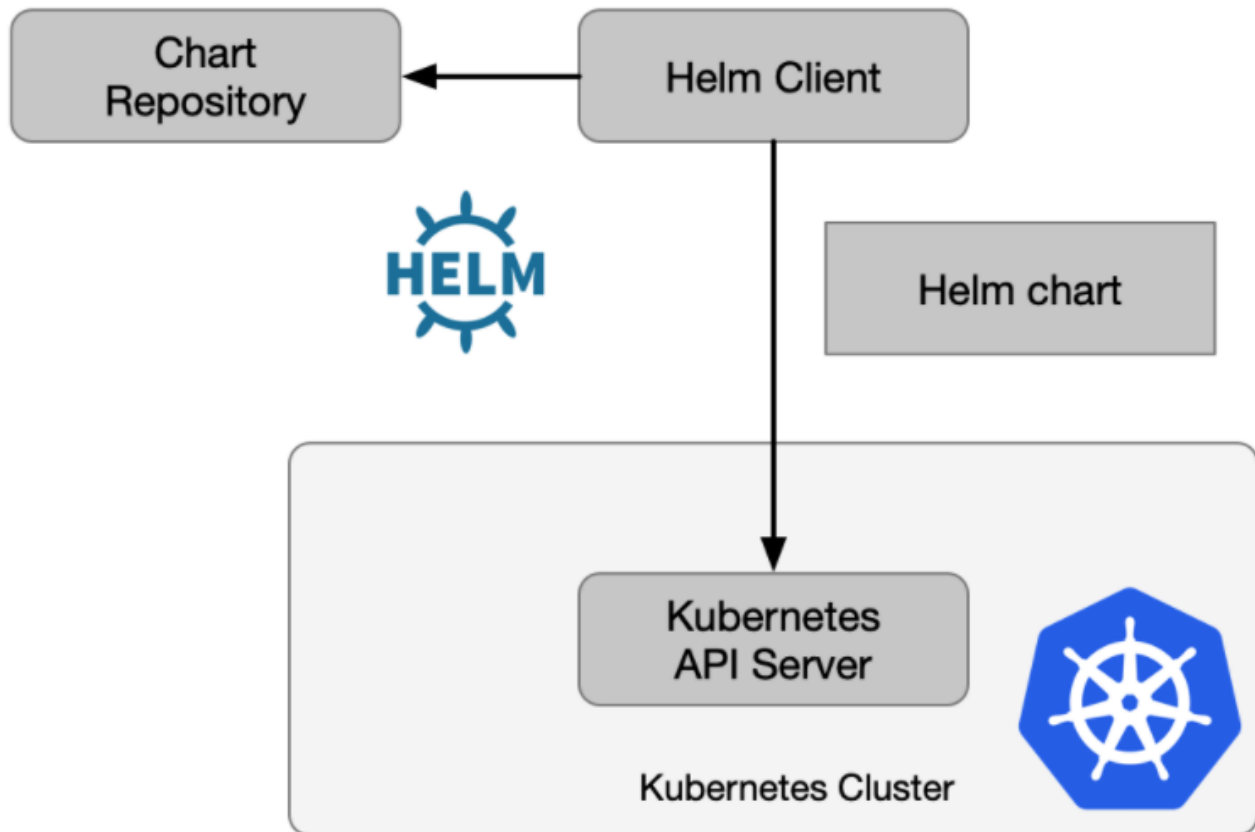 Chart
Repository
Helm Client
HELM
Helm chart
Kubernetes
API Server
Kubernetes Cluster